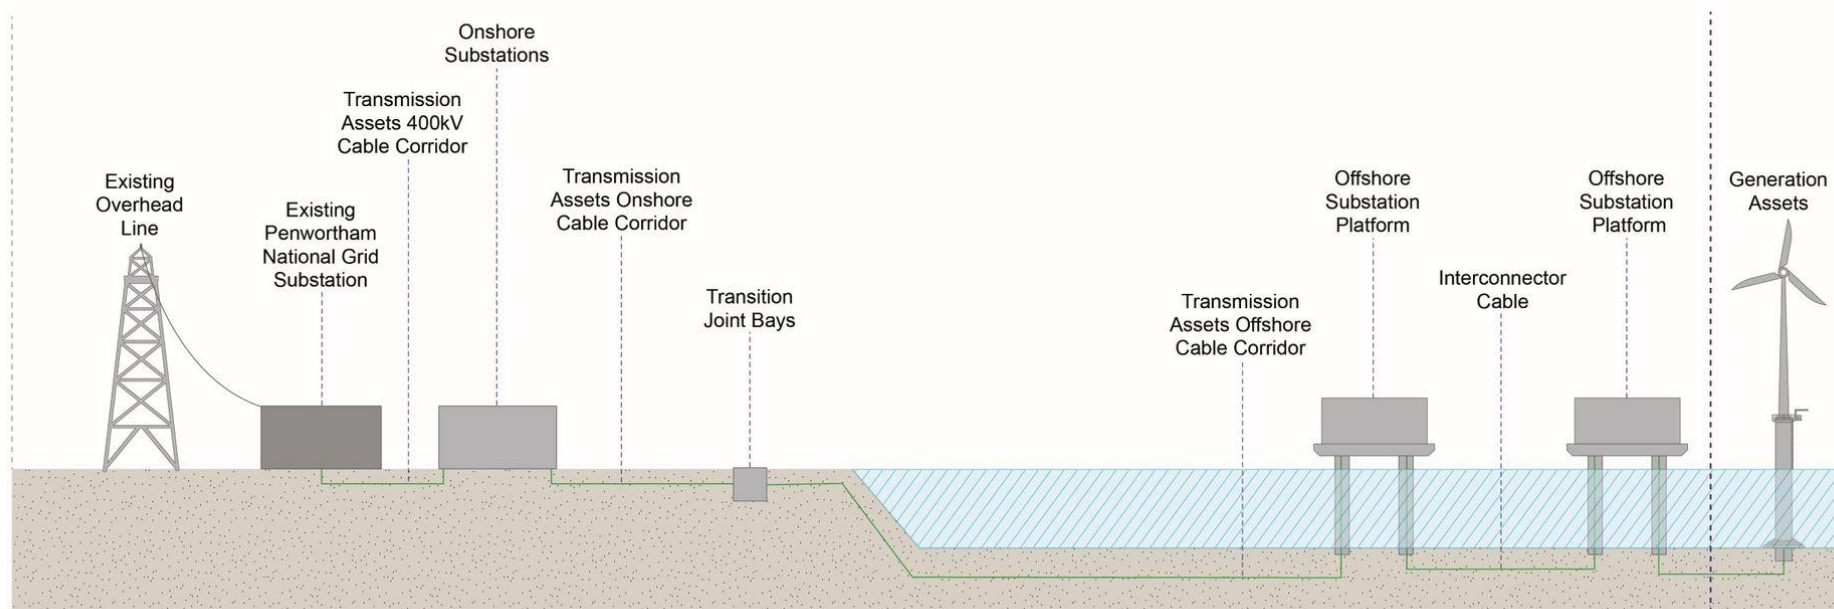 Existing
Overhead
Line
Existing
Penwortham
National Grid
Substation
Transmission
Assets 400kV
Cable Corridor
Onshore
Substations
Transmission
Assets Onshore
Cable Corridor
Transition
Joint Bays
Transmission
Assets Offshore
Cable Corridor
Offshore
Substation
Platform
Interconnector
Cable
Offshore
Substation
Platform
Generation
Assets